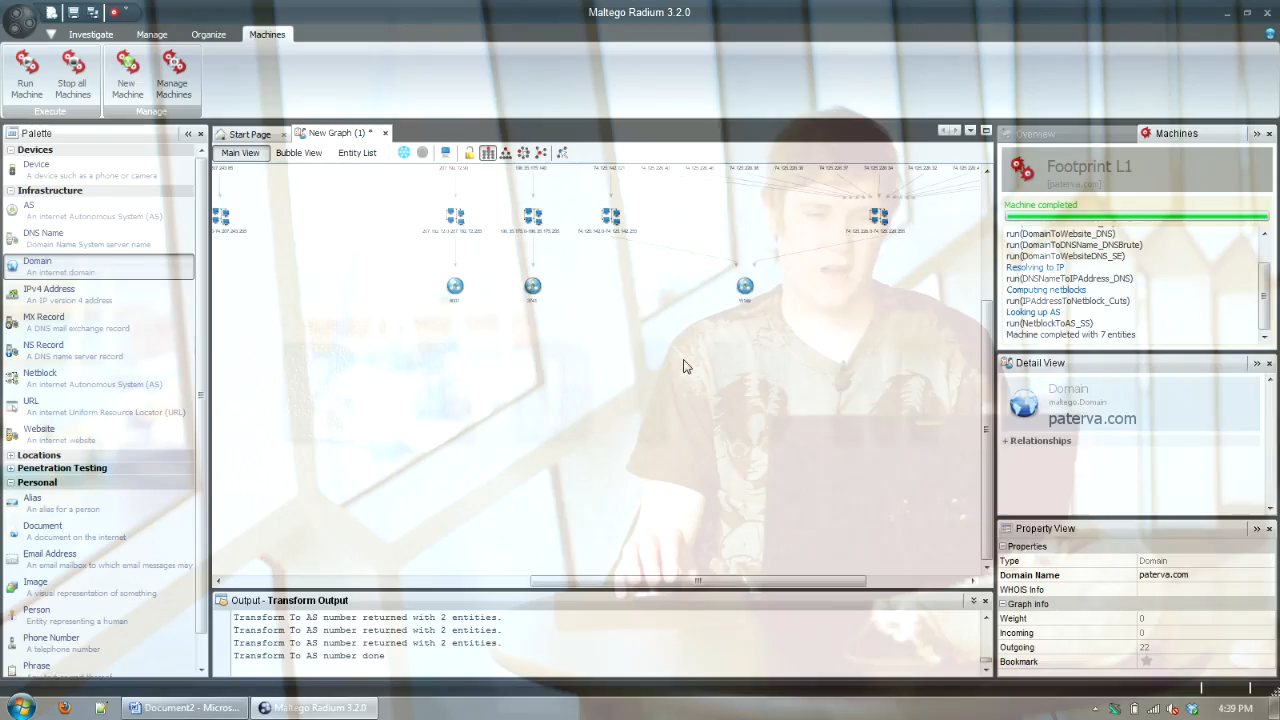 Maltego Radium 3.2.0
Investigate Manage Organize Machines
Run Machine
Stop all Machines
New Machine
Manage Machines
Execute
Manage
Palette
Devices
Device
A device such as a phone or camera
Infrastructure
AS
An internet Autonomous System (AS)
DNS Name
Domain Name System server name
Domain
An internet domain
IPv4 Address
An IP version 4 address
MX Record
A DNS mail exchange record
NS Record
A DNS name server record
Netblock
An internet Autonomous System (AS)
URL
An internet Uniform Resource Locator (URL)
Website
An internet website
Locations
Penetration Testing
Personal
Alias
An alias for a person
Document
A document on the internet
Email Address
An email mailbox to which email messages may
Image
A visual representation of something
Person
Entity representing a human
Phone Number
A telephone number
Phrase
Start Page
New Graph (1) *
Main View Bubble View Entity List
Output - Transform Output
Transform To AS number returned with 2 entities.
Transform To AS number returned with 2 entities.
Transform To AS number returned with 2 entities.
Transform To AS number done
Overview
Machines
Footprint L1
[paterva.com]
Machine completed
run(DomainToWebsite_DNS)
run(DomainToDNSName_DNSBrute)
run(DomainToWebsiteDNS_SE)
Resolving to IP
run(DNSNameToIPAddress_DNS)
Computing netblocks
run(IPAddressToNetblock_Cuts)
Looking up AS
run(NetblockToAS_SS)
Machine completed with 7 entities
Detail View
Domain
maltego.Domain
paterva.com
+ Relationships
Property View
Properties
Type Domain
Domain Name paterva.com
WHOIS Info
Graph info
Weight 0
Incoming 0
Outgoing 22
Bookmark
Document2 - Micros...
Maltego Radium 3.2.0
4:39 PM